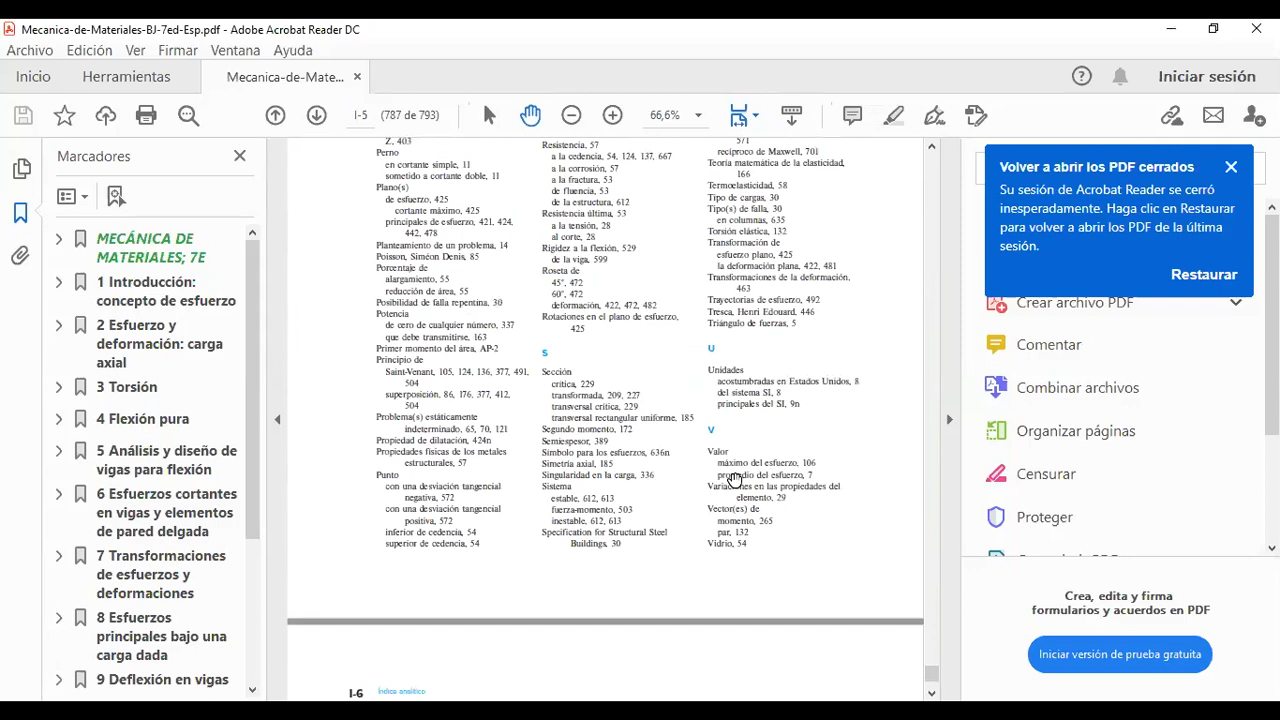 Mecanica-de-Materiales-BJ-7ed-Esp.pdf - Adobe Acrobat Reader DC
Archivo Edición Ver Firmar Ventana Ayuda
Inicio Herramientas Mecanica-de-Mate... Iniciar sesión
I-5 (787 de 793) 66,6%
Marcadores
MECÁNICA DE
MATERIALES; 7E
1 Introducción:
concepto de esfuerzo
2 Esfuerzo y
deformación: carga
axial
3 Torsión
4 Flexión pura
5 Análisis y diseño de
vigas para flexión
6 Esfuerzos cortantes
en vigas y elementos
de pared delgada
7 Transformaciones
de esfuerzos y
deformaciones
8 Esfuerzos
principales bajo una
carga dada
9 Deflexión en vigas
Z, 403
Perno
en cortante simple, 11
sometido a cortante doble, 11
Plano(s)
de esfuerzo, 425
cortante máximo, 425
principales de esfuerzo, 421, 424,
442, 478
Planteamiento de un problema, 14
Poisson, Siméon Denis, 85
Porcentaje de
alargamiento, 55
reducción de área, 55
Posibilidad de falla repentina, 30
Potencia
de cero de cualquier número, 337
que debe transmitirse, 163
Primer momento del área, AP-2
Principio de
Saint-Venant, 105, 124, 136, 377, 491,
504
superposición, 86, 176, 377, 412,
504
Problema(s) estáticamente
indeterminado, 65, 70, 121
Propiedad de dilatación, 424n
Propiedades físicas de los metales
estructurales, 57
Punto
con una desviación tangencial
negativa, 572
con una desviación tangencial
positiva, 572
inferior de cedencia, 54
superior de cedencia, 54
Resistencia, 57
a la cedencia, 54, 124, 137, 667
a la corrosión, 57
a la fractura, 53
de fluencia, 53
de la estructura, 612
Resistencia última, 53
a la tensión, 28
al corte, 28
Rigidez a la flexión, 529
de la viga, 599
Roseta de
45°, 472
60°, 472
deformación, 422, 472, 482
Rotaciones en el plano de esfuerzo,
425
S
Sección
crítica, 229
transformada, 209, 227
transversal crítica, 229
transversal rectangular uniforme, 185
Segundo momento, 172
Semiespesor, 389
Símbolo para los esfuerzos, 636n
Simetría axial, 185
Singularidad en la carga, 336
Sistema
estable, 612, 613
fuerza-momento, 503
inestable, 612, 613
Specification for Structural Steel
Buildings, 30
571
recíproco de Maxwell, 701
Teoría matemática de la elasticidad,
166
Termoelasticidad, 58
Tipo de cargas, 30
Tipo(s) de falla, 30
en columnas, 635
Torsión elástica, 132
Transformación de
esfuerzo plano, 425
la deformación plana, 422, 481
Transformaciones de la deformación,
463
Trayectorias de esfuerzo, 492
Tresca, Henri Edouard, 446
Triángulo de fuerzas, 5
U
Unidades
acostumbradas en Estados Unidos, 8
del sistema SI, 8
principales del SI, 9n
V
Valor
máximo del esfuerzo, 106
promedio del esfuerzo, 7
Variaciones en las propiedades del
elemento, 29
Vector(es) de
momento, 265
par, 132
Vidrio, 54
I-6 Índice analítico
Volver a abrir los PDF cerrados
Su sesión de Acrobat Reader se cerró
inesperadamente. Haga clic en Restaurar
para volver a abrir los PDF de la última
sesión.
Restaurar
Crear archivo PDF
Comentar
Combinar archivos
Organizar páginas
Censurar
Proteger
Crea, edita y firma
formularios y acuerdos en PDF
Iniciar versión de prueba gratuita